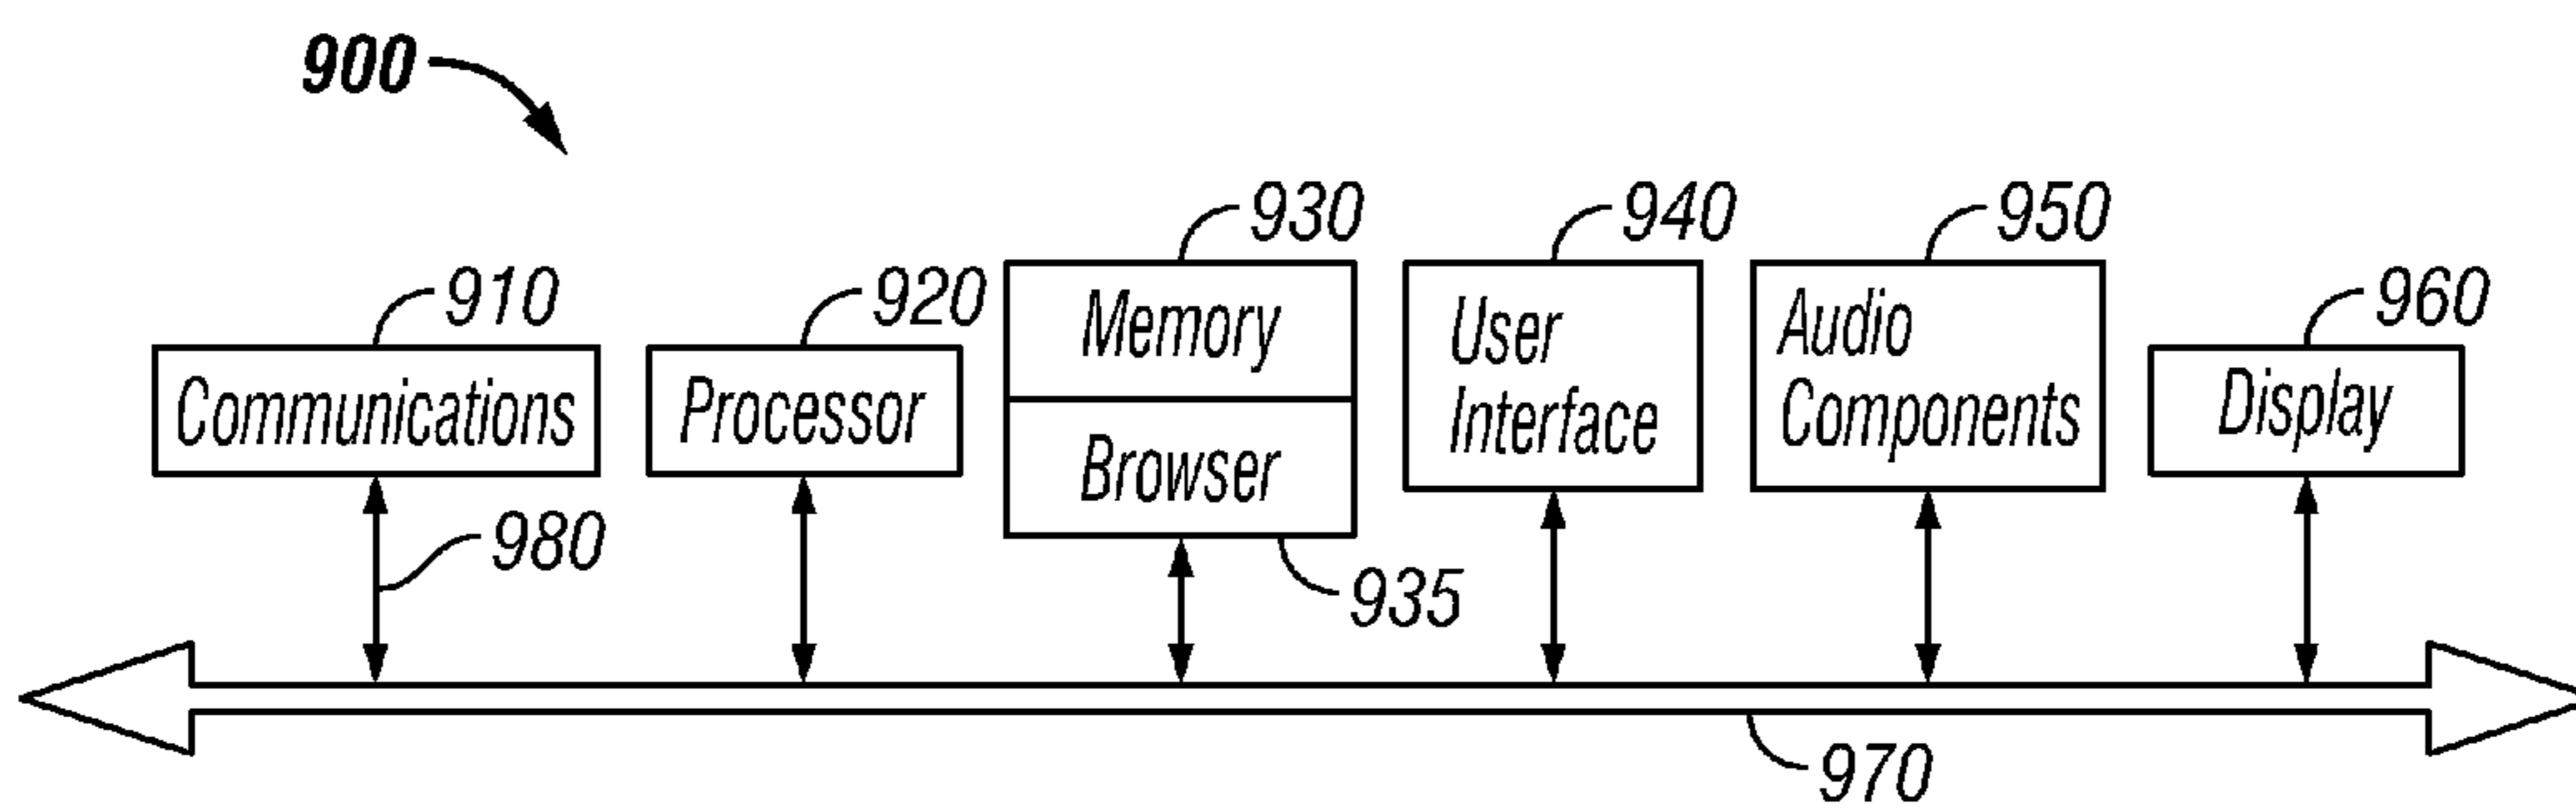 900
930
940
950
910
920
960
Memory
User
Interface
Audio
Components
Communications
Processor
Display
Browser
980
935
970